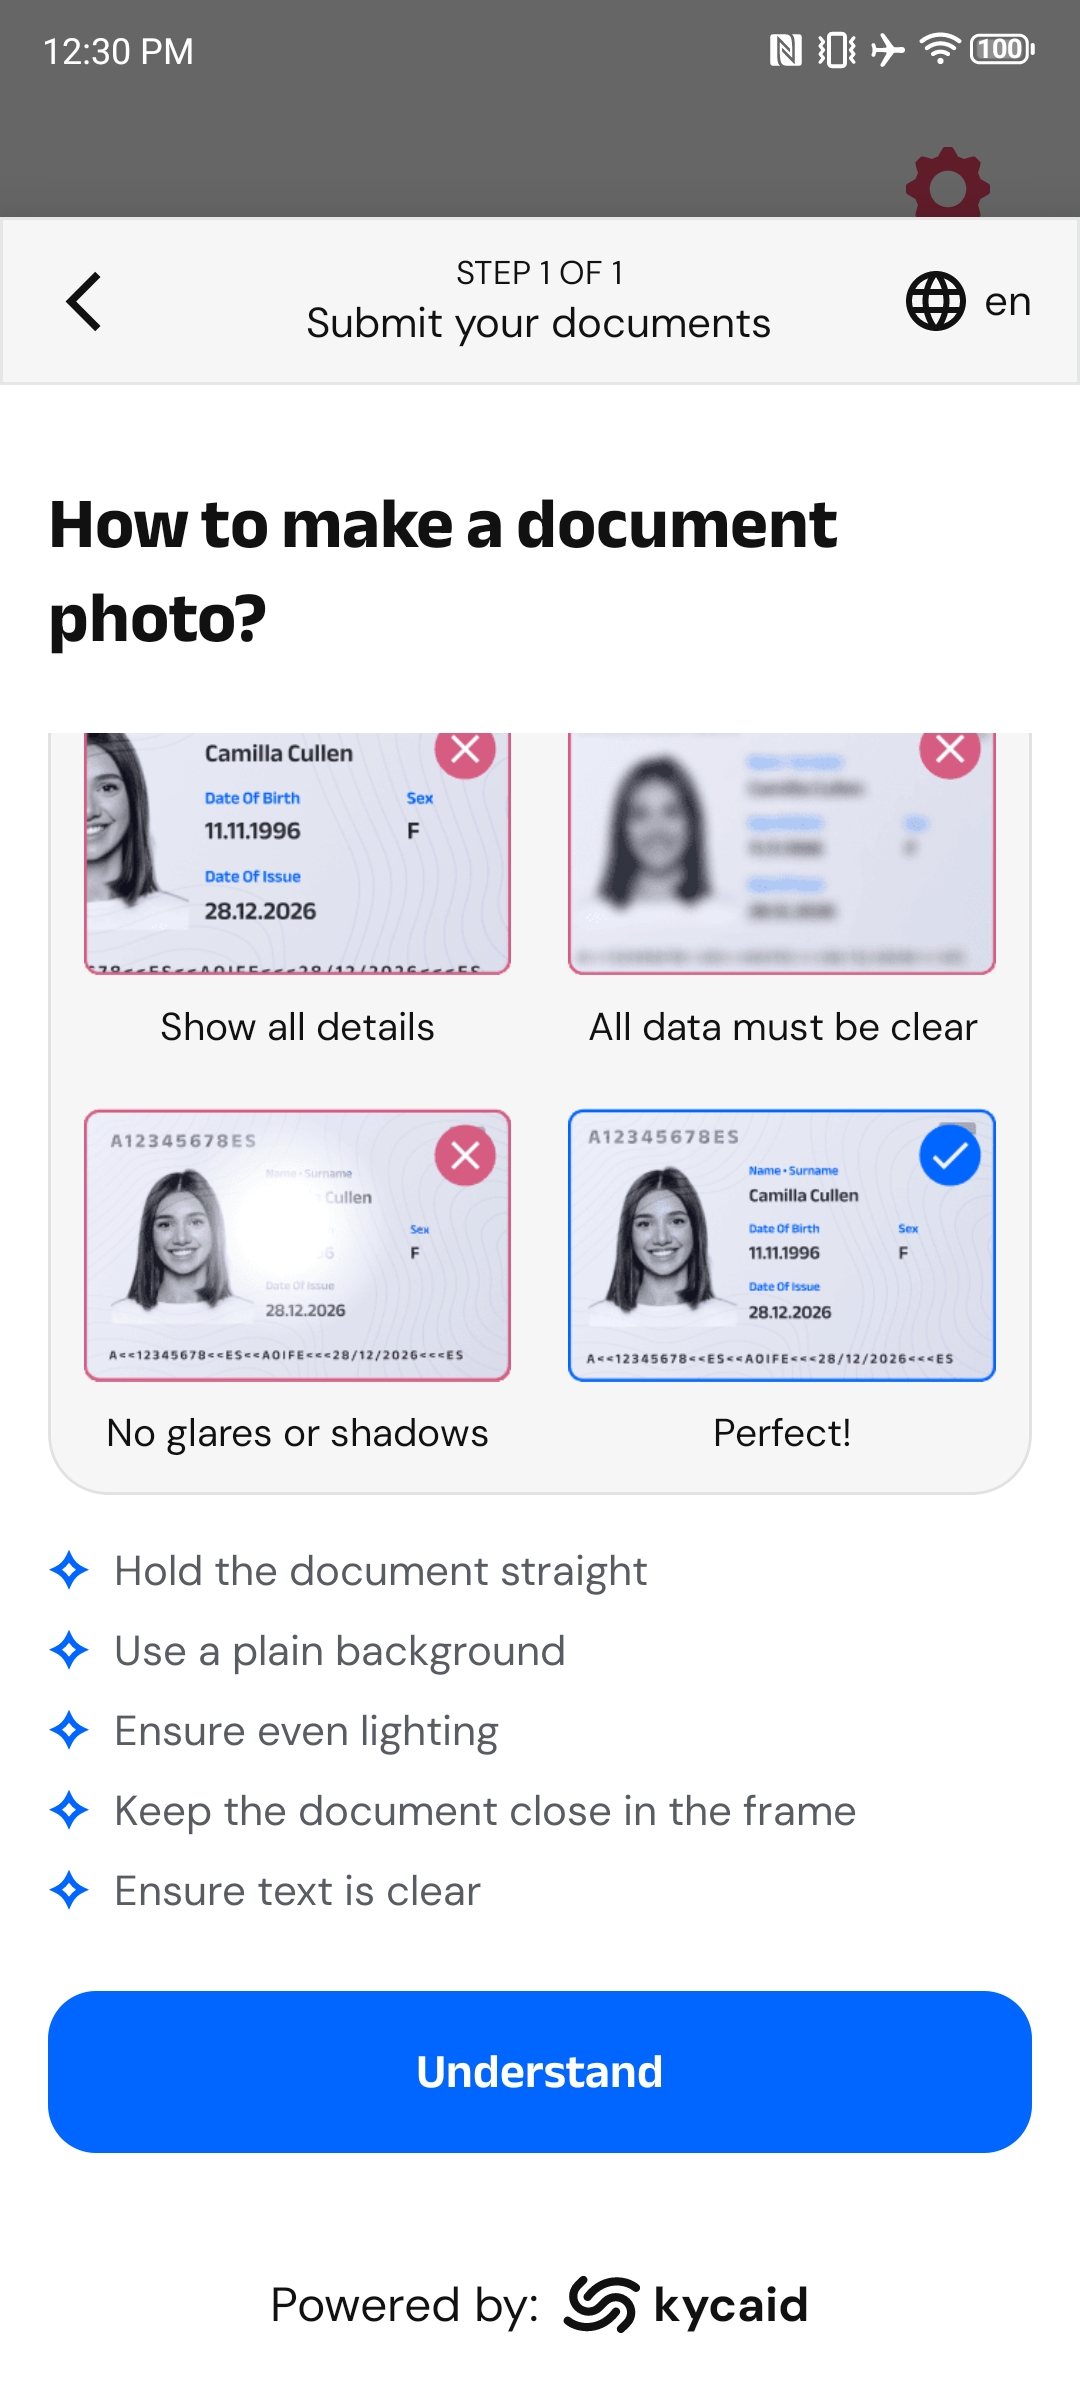 12:30 PM
100
STEP 1 OF 1
Submit your documents
en
How to make a document
photo?
Camilla Cullen
Date Of Birth
Sex
11.11.1996
F
Date Of Issue
28.12.2026
Show all details
All data must be clear
A12345678ES
Name • Surname
Cullen
Sex
F
Date Of Issue
28.12.2026
A<<12345678<<ES<<AOIFE<<<28/12/2026<<<ES
No glares or shadows
A12345678ES
Name • Surname
Camilla Cullen
Date Of Birth
Sex
11.11.1996
F
Date Of Issue
28.12.2026
A<<12345678<<ES<<AOIFE<<<28/12/2026<<<ES
Perfect!
Hold the document straight
Use a plain background
Ensure even lighting
Keep the document close in the frame
Ensure text is clear
Understand
Powered by: kycaid